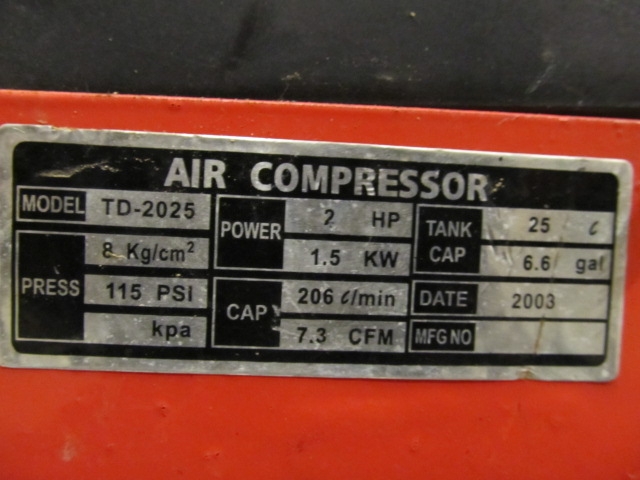 AIR COMPRESSOR
MODEL TD-2025
PRESS 8 Kg/cm²
115 PSI
kpa
POWER 2 HP
1.5 KW
CAP 206 ℓ/min
7.3 CFM
TANK CAP 25 ℓ
6.6 gal
DATE 2003
MFG NO